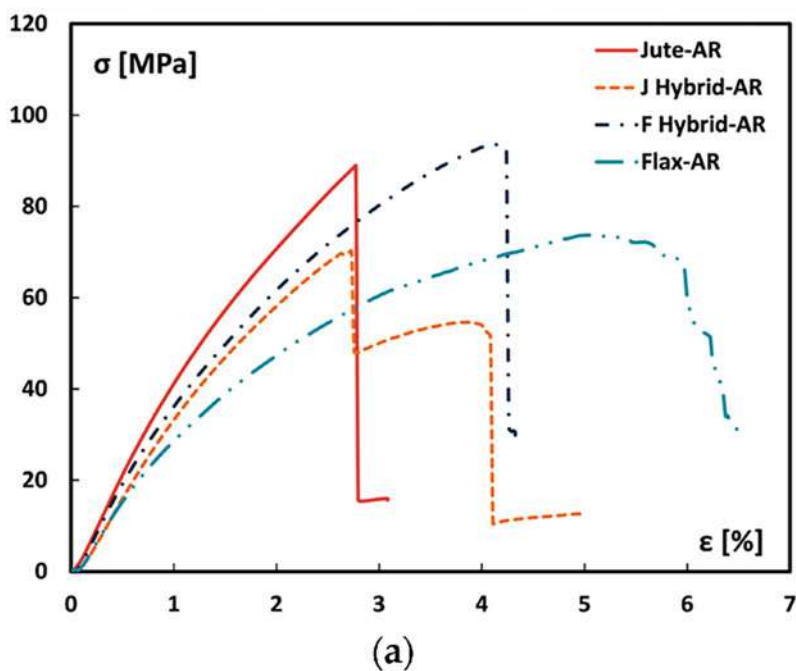 120
σ [MPa]
Jute-AR
J Hybrid-AR
F Hybrid-AR
Flax-AR
100
80
60
40
20
0
ε [%]
0 1 2 3 4 5 6 7
(a)